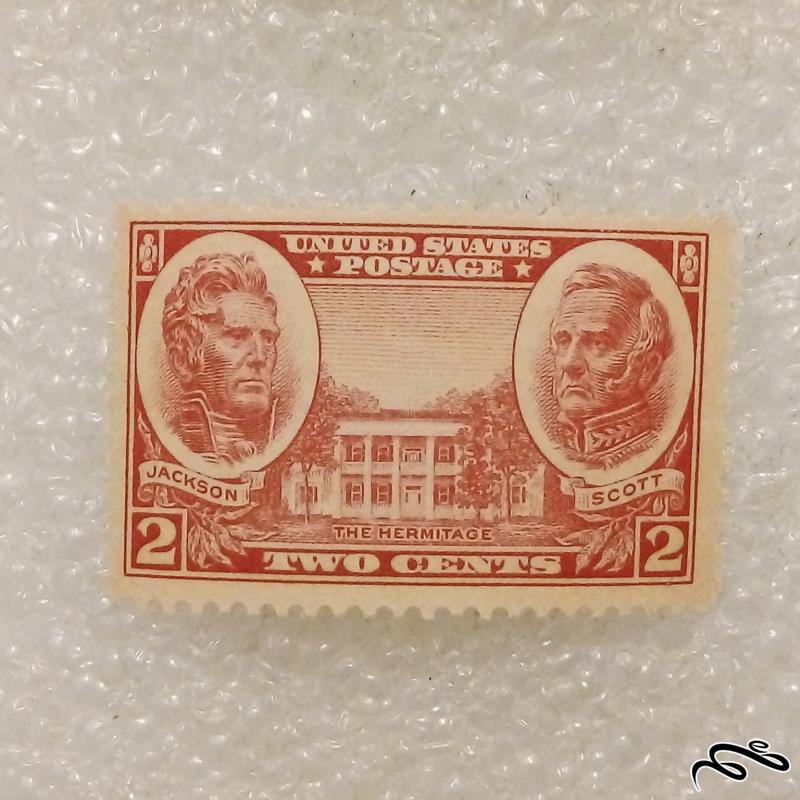 UNITED STATES
★ POSTAGE ★
JACKSON
SCOTT
THE HERMITAGE
2 TWO CENTS 2